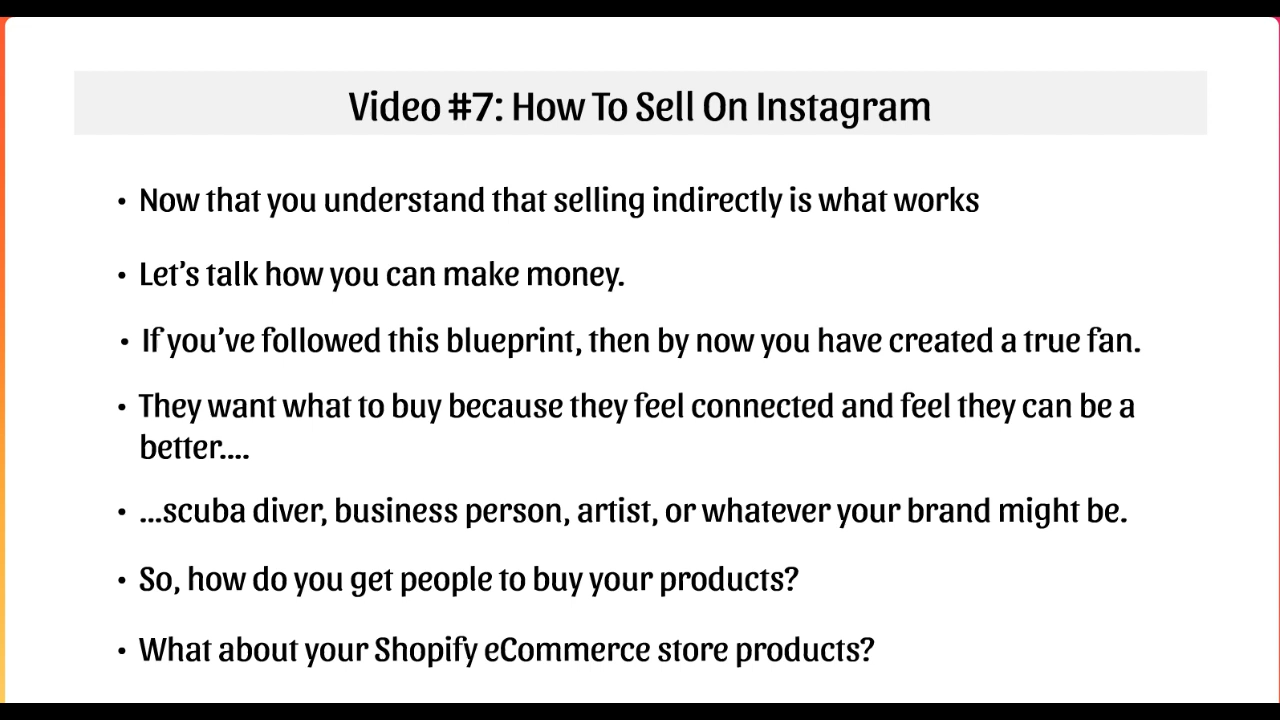 Video #7: How To Sell On Instagram
• Now that you understand that selling indirectly is what works
• Let’s talk how you can make money.
• If you’ve followed this blueprint, then by now you have created a true fan.
• They want what to buy because they feel connected and feel they can be a
better....
• ...scuba diver, business person, artist, or whatever your brand might be.
• So, how do you get people to buy your products?
• What about your Shopify eCommerce store products?